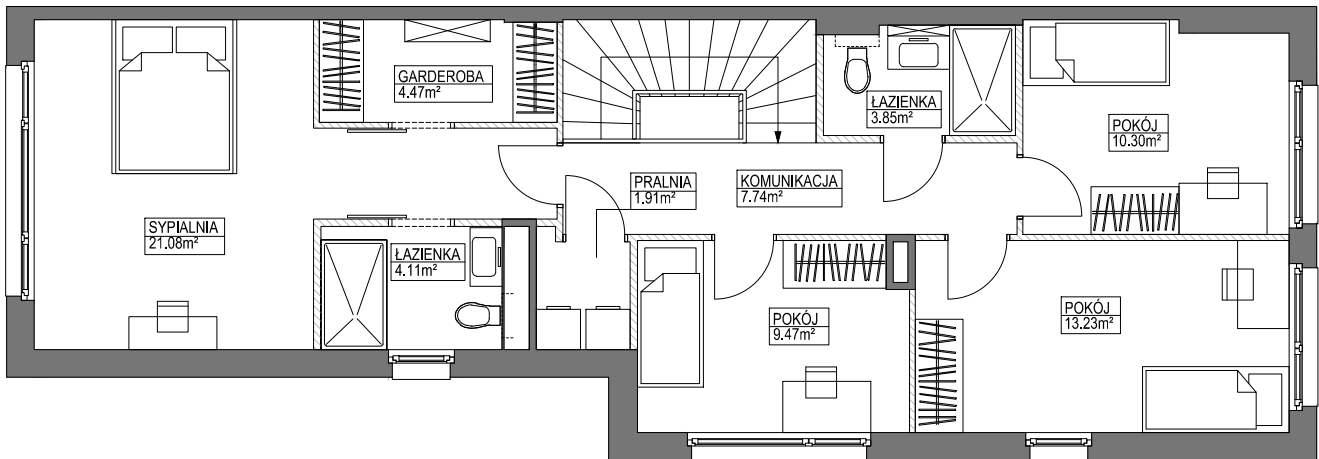 GARDEROBA
4.47m²
ŁAZIENKA
3.85m²
POKÓJ
10.30m²
PRALNIA
1.91m²
KOMUNIKACJA
7.74m²
SYPIALNIA
21.08m²
ŁAZIENKA
4.11m²
POKÓJ
9.47m²
POKÓJ
13.23m²